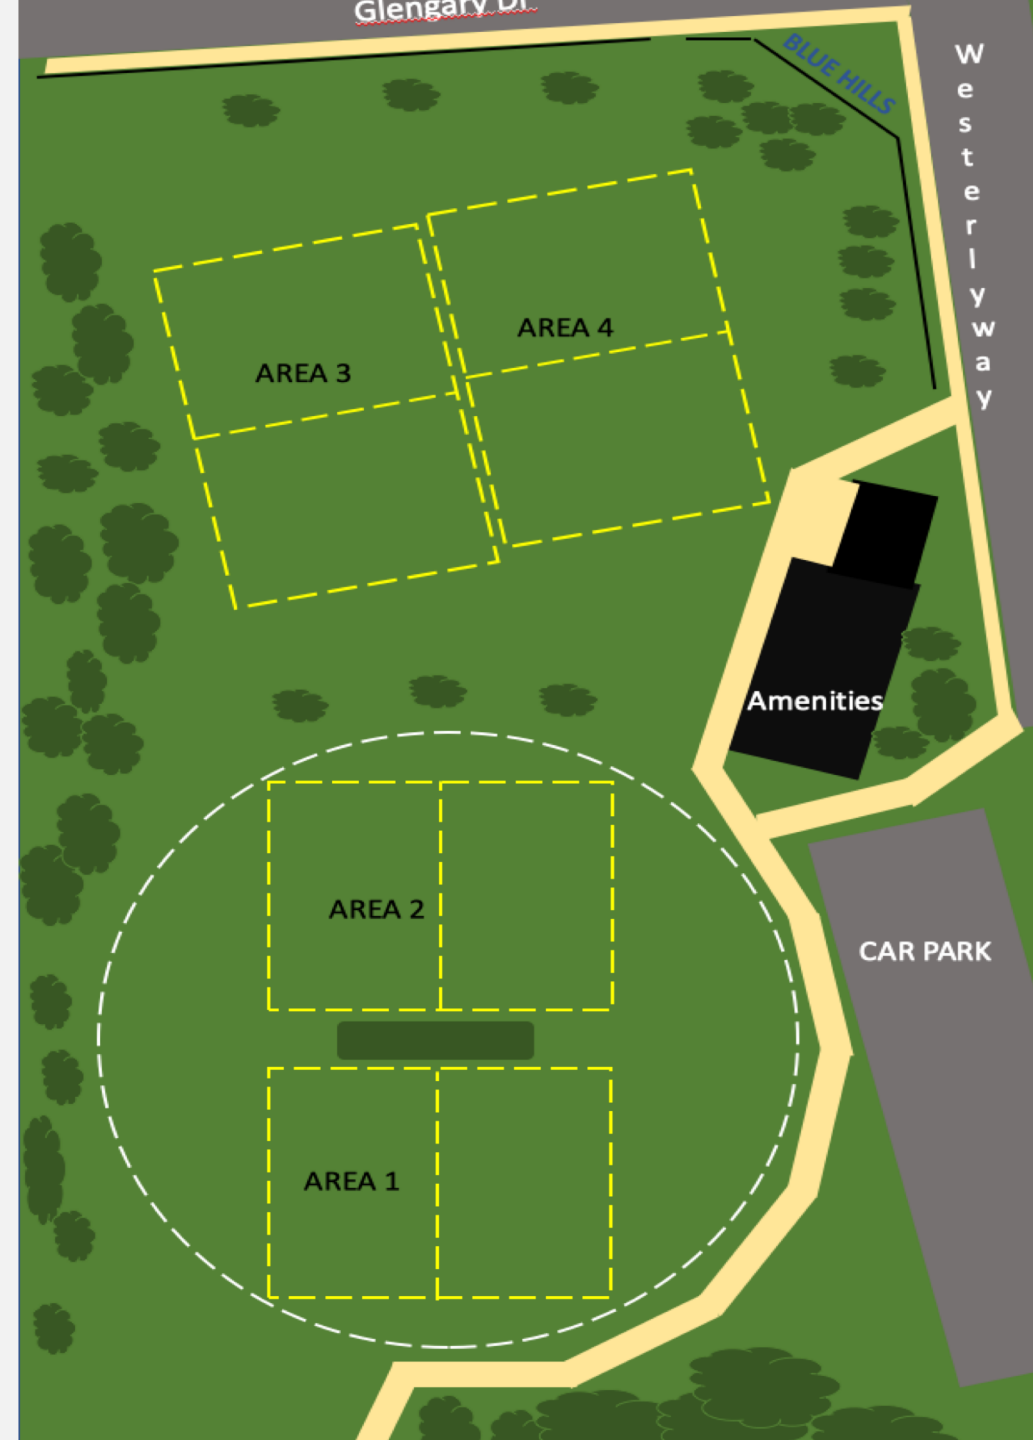 Glengary Dr
BLUE HILLS
Westerlyway
AREA 4
AREA 3
Amenities
AREA 2
CAR PARK
AREA 1